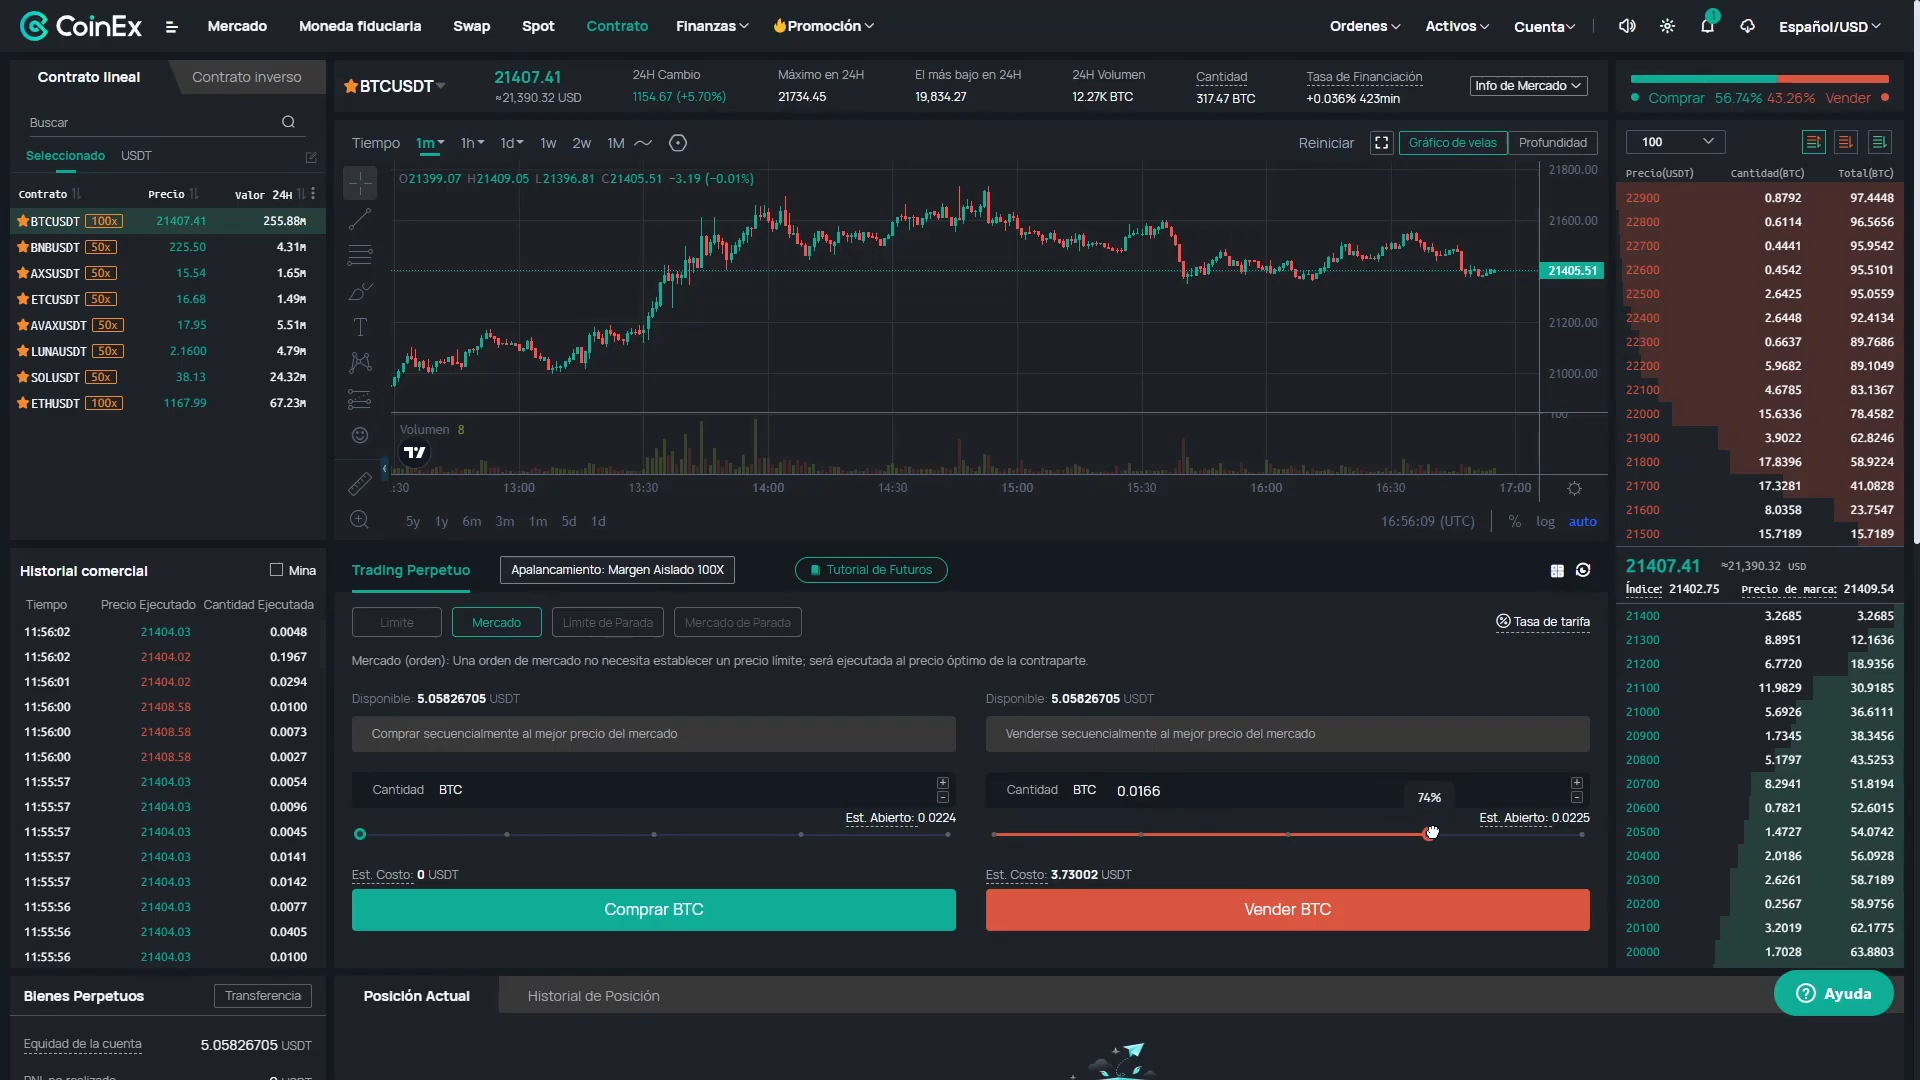 CoinEx
Mercado
Moneda fiduciaria
Swap
Spot
Contrato
Finanzas
🔥Promoción
Ordenes
Activos
Cuenta
1
Español/USD
Contrato lineal
Contrato inverso
Buscar
Seleccionado
USDT
Contrato Precio Valor 24H
BTCUSDT 100x 21407.41 255.88M
BNBUSDT 50x 225.50 4.31M
AXSUSDT 50x 15.54 1.65M
ETCUSDT 50x 16.68 1.49M
AVAXUSDT 50x 17.95 5.51M
LUNAUSDT 50x 2.1600 4.79M
SOLUSDT 50x 38.13 24.32M
ETHUSDT 100x 1167.99 67.23M
BTCUSDT
21407.41
≈21,390.32 USD
24H Cambio
1154.67 (+5.70%)
Máximo en 24H
21734.45
El más bajo en 24H
19,834.27
24H Volumen
12.27K BTC
Cantidad
317.47 BTC
Tasa de Financiación
+0.036% 423min
Info de Mercado
Tiempo 1m 1h 1d 1w 2w 1M
Reiniciar
Gráfico de velas
Profundidad
O21399.07 H21409.05 L21396.81 C21405.51 −3.19 (−0.01%)
21800.00
21600.00
21405.51
21200.00
21000.00
100
Volumen 8
:30 13:00 13:30 14:00 14:30 15:00 15:30 16:00 16:30 17:00
5y 1y 6m 3m 1m 5d 1d
16:56:09 (UTC) % log auto
Comprar 56.74% 43.26% Vender
100
Precio(USDT) Cantidad(BTC) Total(BTC)
22900 0.8792 97.4448
22800 0.6114 96.5656
22700 0.4441 95.9542
22600 0.4542 95.5101
22500 2.6425 95.0559
22400 2.6448 92.4134
22300 0.6637 89.7686
22200 5.9682 89.1049
22100 4.6785 83.1367
22000 15.6336 78.4582
21900 3.9022 62.8246
21800 17.8396 58.9224
21700 17.3281 41.0828
21600 8.0358 23.7547
21500 15.7189 15.7189
21407.41 ≈21,390.32 USD
Índice: 21402.75 Precio de marca: 21409.54
21400 3.2685 3.2685
21300 8.8951 12.1636
21200 6.7720 18.9356
21100 11.9829 30.9185
21000 5.6926 36.6111
20900 1.7345 38.3456
20800 5.1797 43.5253
20700 8.2941 51.8194
20600 0.7821 52.6015
20500 1.4727 54.0742
20400 2.0186 56.0928
20300 2.6261 58.7189
20200 0.2567 58.9756
20100 3.2019 62.1775
20000 1.7028 63.8803
Historial comercial
Mina
Tiempo Precio Ejecutado Cantidad Ejecutada
11:56:02 21404.03 0.0048
11:56:02 21404.02 0.1967
11:56:01 21404.02 0.0294
11:56:00 21408.58 0.0100
11:56:00 21408.58 0.0073
11:56:00 21408.58 0.0027
11:55:57 21404.03 0.0054
11:55:57 21404.03 0.0096
11:55:57 21404.03 0.0045
11:55:57 21404.03 0.0141
11:55:57 21404.03 0.0142
11:55:56 21404.03 0.0077
11:55:56 21404.03 0.0405
11:55:56 21404.03 0.0100
Trading Perpetuo
Apalancamiento: Margen Aislado 100X
Tutorial de Futuros
Limite
Mercado
Límite de Parada
Mercado de Parada
Tasa de tarifa
Mercado (orden): Una orden de mercado no necesita establecer un precio límite; será ejecutada al precio óptimo de la contraparte.
Disponible: 5.05826705 USDT
Comprar secuencialmente al mejor precio del mercado
Cantidad BTC
Est. Abierto: 0.0224
Est. Costo: 0 USDT
Comprar BTC
Disponible: 5.05826705 USDT
Venderse secuencialmente al mejor precio del mercado
Cantidad BTC 0.0166
74%
Est. Abierto: 0.0225
Est. Costo: 3.73002 USDT
Vender BTC
Bienes Perpetuos
Transferencia
Equidad de la cuenta 5.05826705 USDT
Posición Actual
Historial de Posición
Ayuda